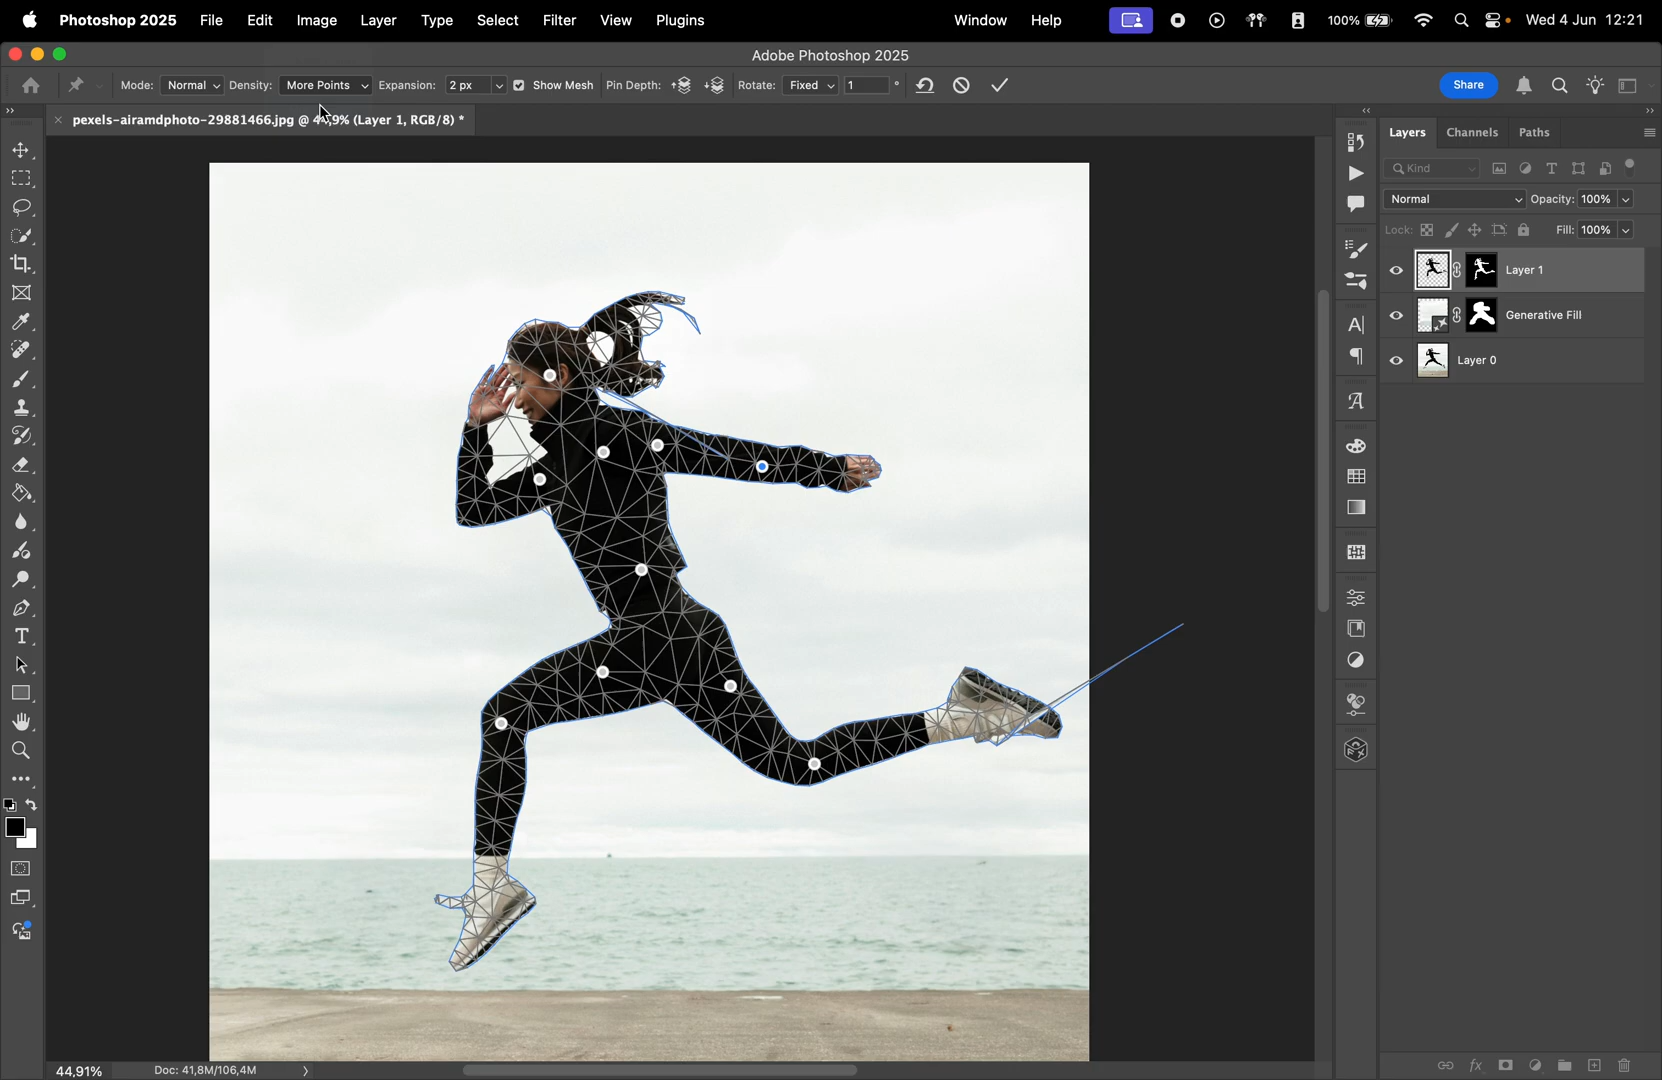 Photoshop 2025 File Edit Image Layer Type Select Filter View Plugins Window Help 100% Wed 4 Jun 12:21
Adobe Photoshop 2025
Mode: Normal Density: More Points Expansion: 2 px Show Mesh Pin Depth: Rotate: Fixed 1 ° Share
pexels-airamdphoto-29881466.jpg @ 44,9% (Layer 1, RGB/8) *
Layers Channels Paths
Kind
Normal Opacity: 100%
Lock: Fill: 100%
Layer 1
Generative Fill
Layer 0
44,91% Doc: 41,8M/106,4M